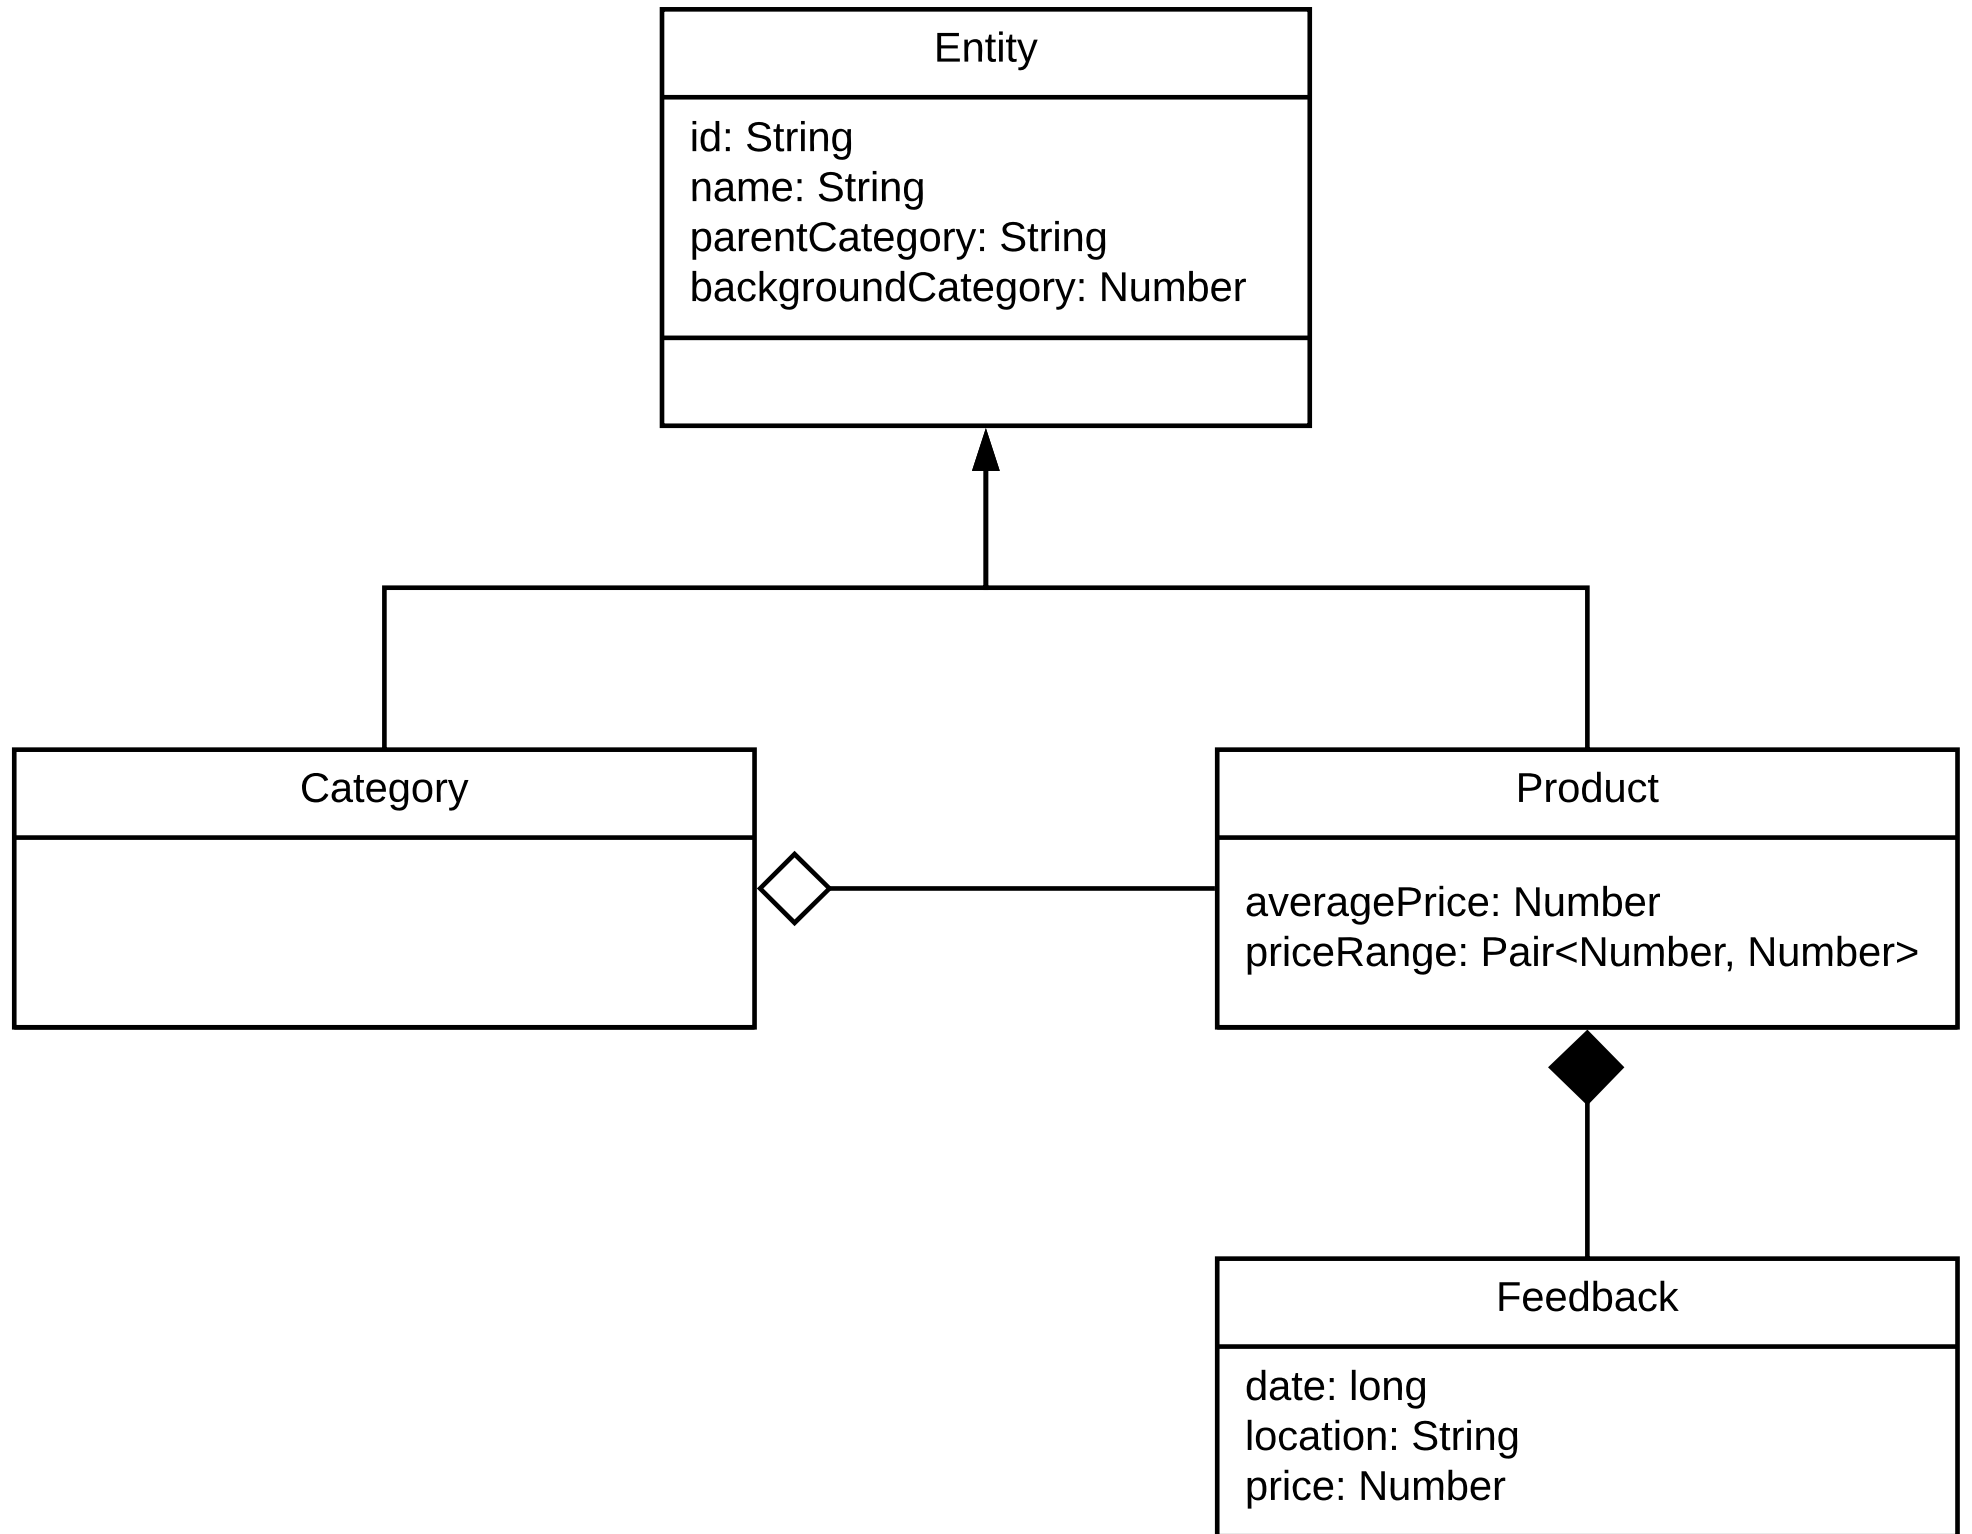 Entity
id: String
name: String
parentCategory: String
backgroundCategory: Number
Category
Product
averagePrice: Number
priceRange: Pair<Number, Number>
Feedback
date: long
location: String
price: Number